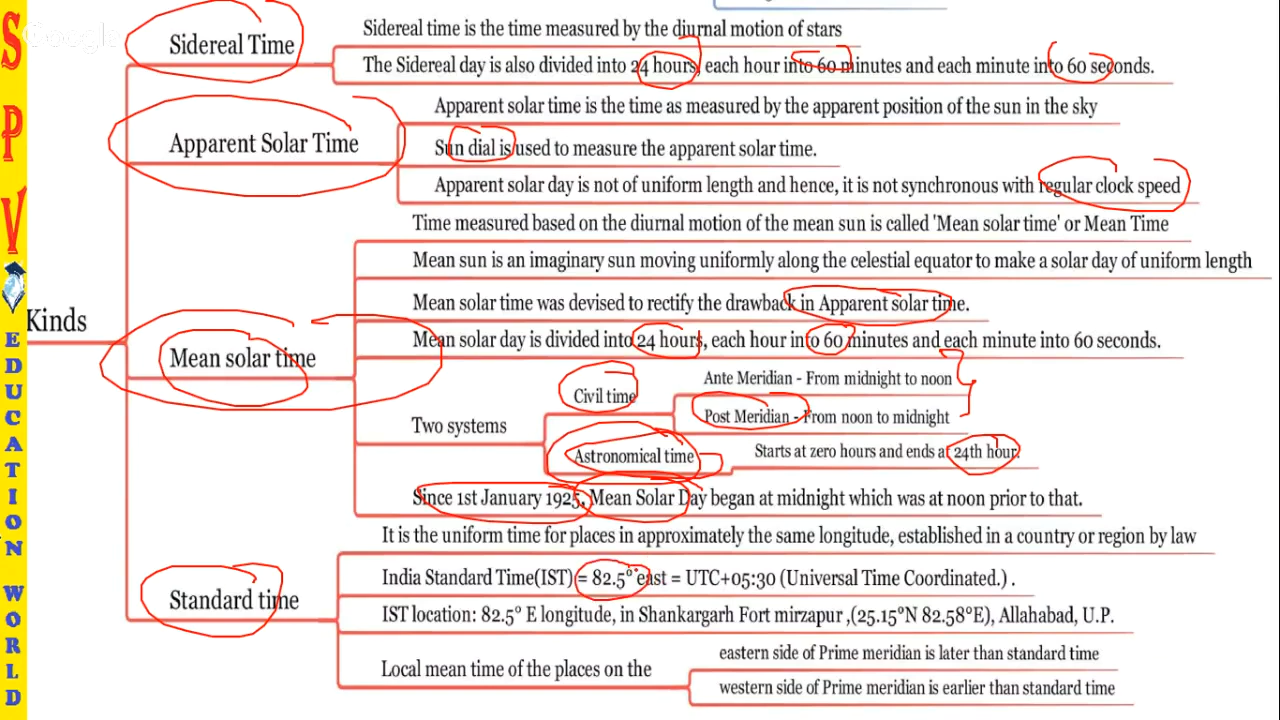 SPV EDUCATION WORLD
Google
Kinds
Sidereal Time
Sidereal time is the time measured by the diurnal motion of stars
The Sidereal day is also divided into 24 hours, each hour into 60 minutes and each minute into 60 seconds.
Apparent Solar Time
Apparent solar time is the time as measured by the apparent position of the sun in the sky
Sun dial is used to measure the apparent solar time.
Apparent solar day is not of uniform length and hence, it is not synchronous with regular clock speed
Mean solar time
Time measured based on the diurnal motion of the mean sun is called 'Mean solar time' or Mean Time
Mean sun is an imaginary sun moving uniformly along the celestial equator to make a solar day of uniform length
Mean solar time was devised to rectify the drawback in Apparent solar time.
Mean solar day is divided into 24 hours, each hour into 60 minutes and each minute into 60 seconds.
Two systems
Civil time
Ante Meridian - From midnight to noon
Post Meridian - From noon to midnight
Astronomical time
Starts at zero hours and ends at 24th hour.
Since 1st January 1925, Mean Solar Day began at midnight which was at noon prior to that.
Standard time
It is the uniform time for places in approximately the same longitude, established in a country or region by law
India Standard Time(IST) = 82.5° east = UTC+05:30 (Universal Time Coordinated.) .
IST location: 82.5° E longitude, in Shankargarh Fort mirzapur ,(25.15°N 82.58°E), Allahabad, U.P.
Local mean time of the places on the
eastern side of Prime meridian is later than standard time
western side of Prime meridian is earlier than standard time